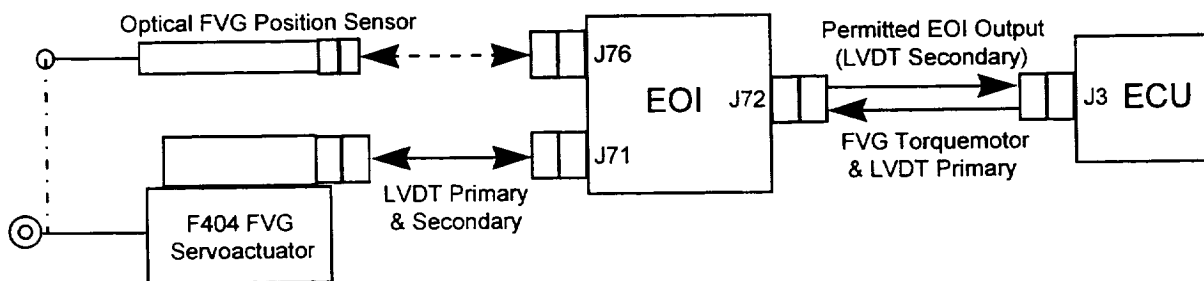 Optical FVG Position Sensor
J76
EOI
J72
J71
Permitted EOI Output
(LVDT Secondary)
J3
ECU
FVG Torquemotor
& LVDT Primary
LVDT Primary
& Secondary
F404 FVG
Servoactuator